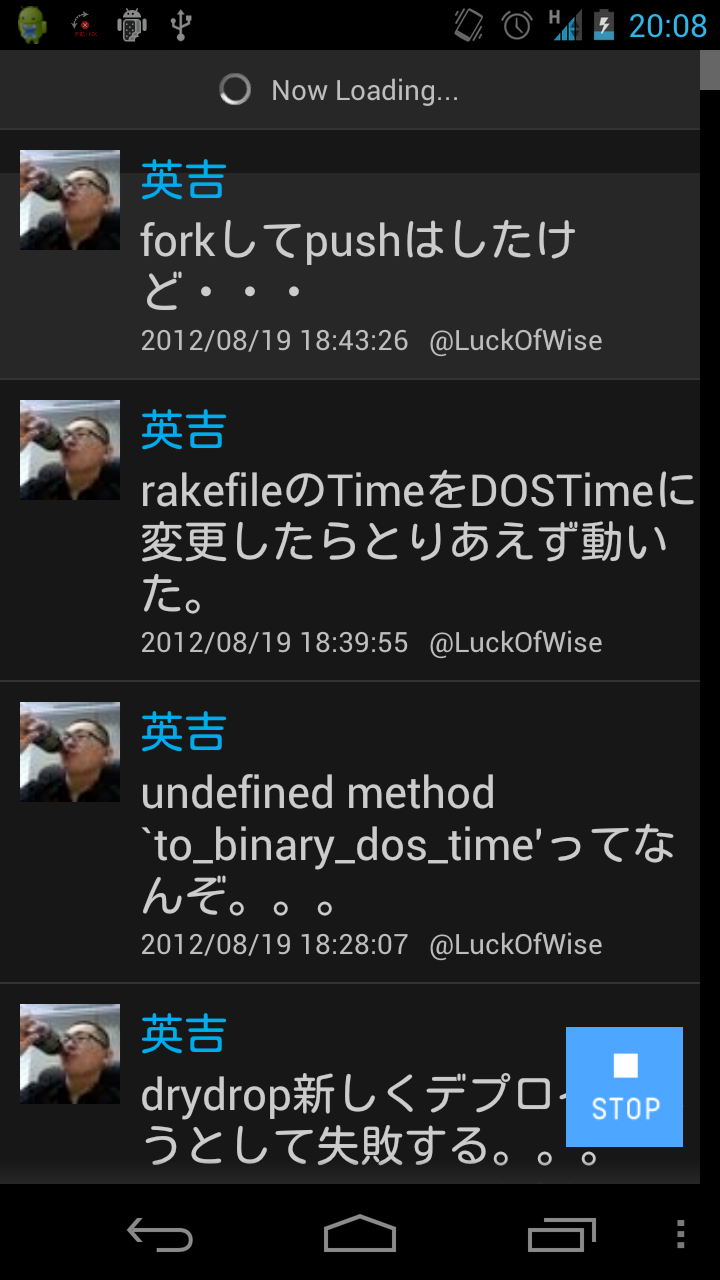 20:08
Now Loading...
英吉
forkしてpushはしたけ
ど・・・
2012/08/19 18:43:26 @LuckOfWise
英吉
rakefileのTimeをDOSTimeに
変更したらとりあえず動い
た。
2012/08/19 18:39:55 @LuckOfWise
英吉
undefined method
`to_binary_dos_time'ってな
んぞ。。。
2012/08/19 18:28:07 @LuckOfWise
英吉
drydrop新しくデプロ
うとして失敗する。。。
STOP